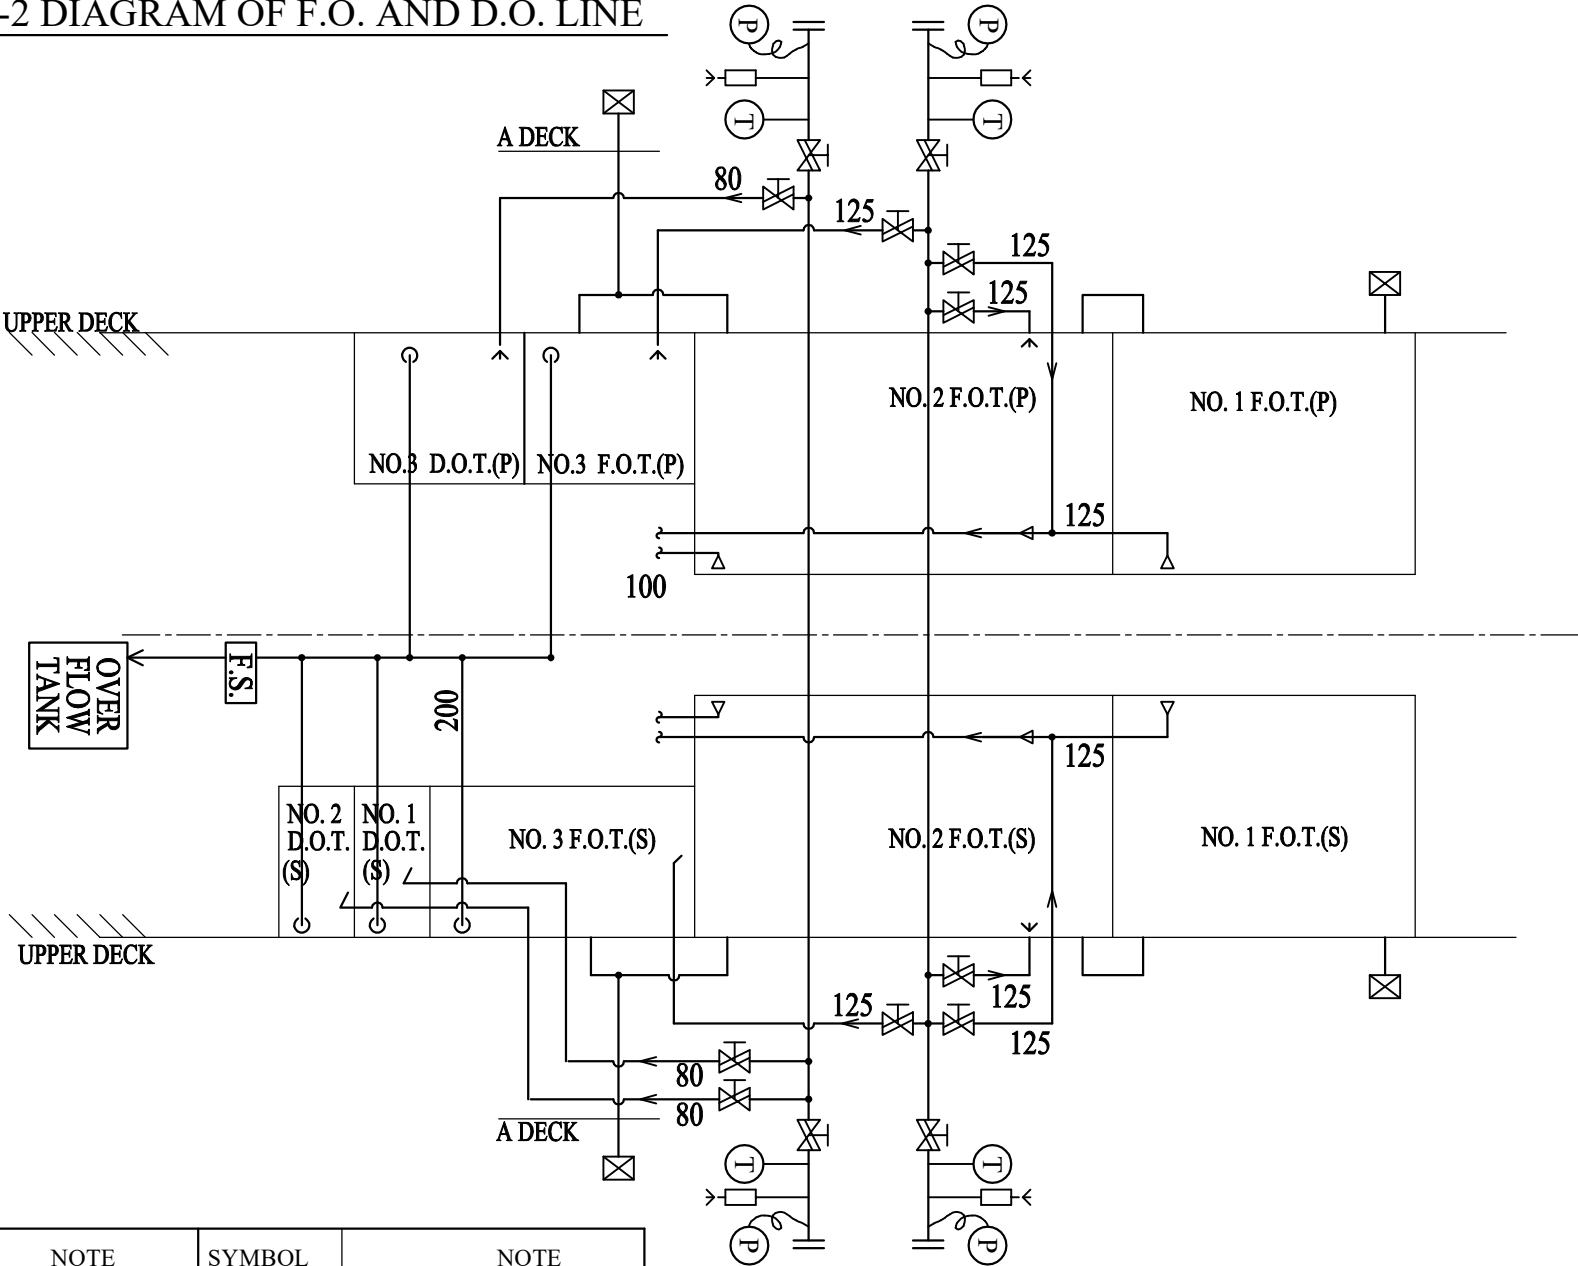 -2 DIAGRAM OF F.O. AND D.O. LINE
P
P
T
T
A DECK
80
125
125
125
UPPER DECK
NO. 2 F.O.T.(P)
NO. 1 F.O.T.(P)
NO.3 D.O.T.(P)
NO.3 F.O.T.(P)
125
100
OVER
FLOW
TANK
F.S.
200
125
NO. 2
D.O.T.
(S)
NO. 1
D.O.T.
(S)
NO. 3 F.O.T.(S)
NO. 2 F.O.T.(S)
NO. 1 F.O.T.(S)
UPPER DECK
125
125
125
80
80
A DECK
T
T
P
P
NOTE
SYMBOL
NOTE